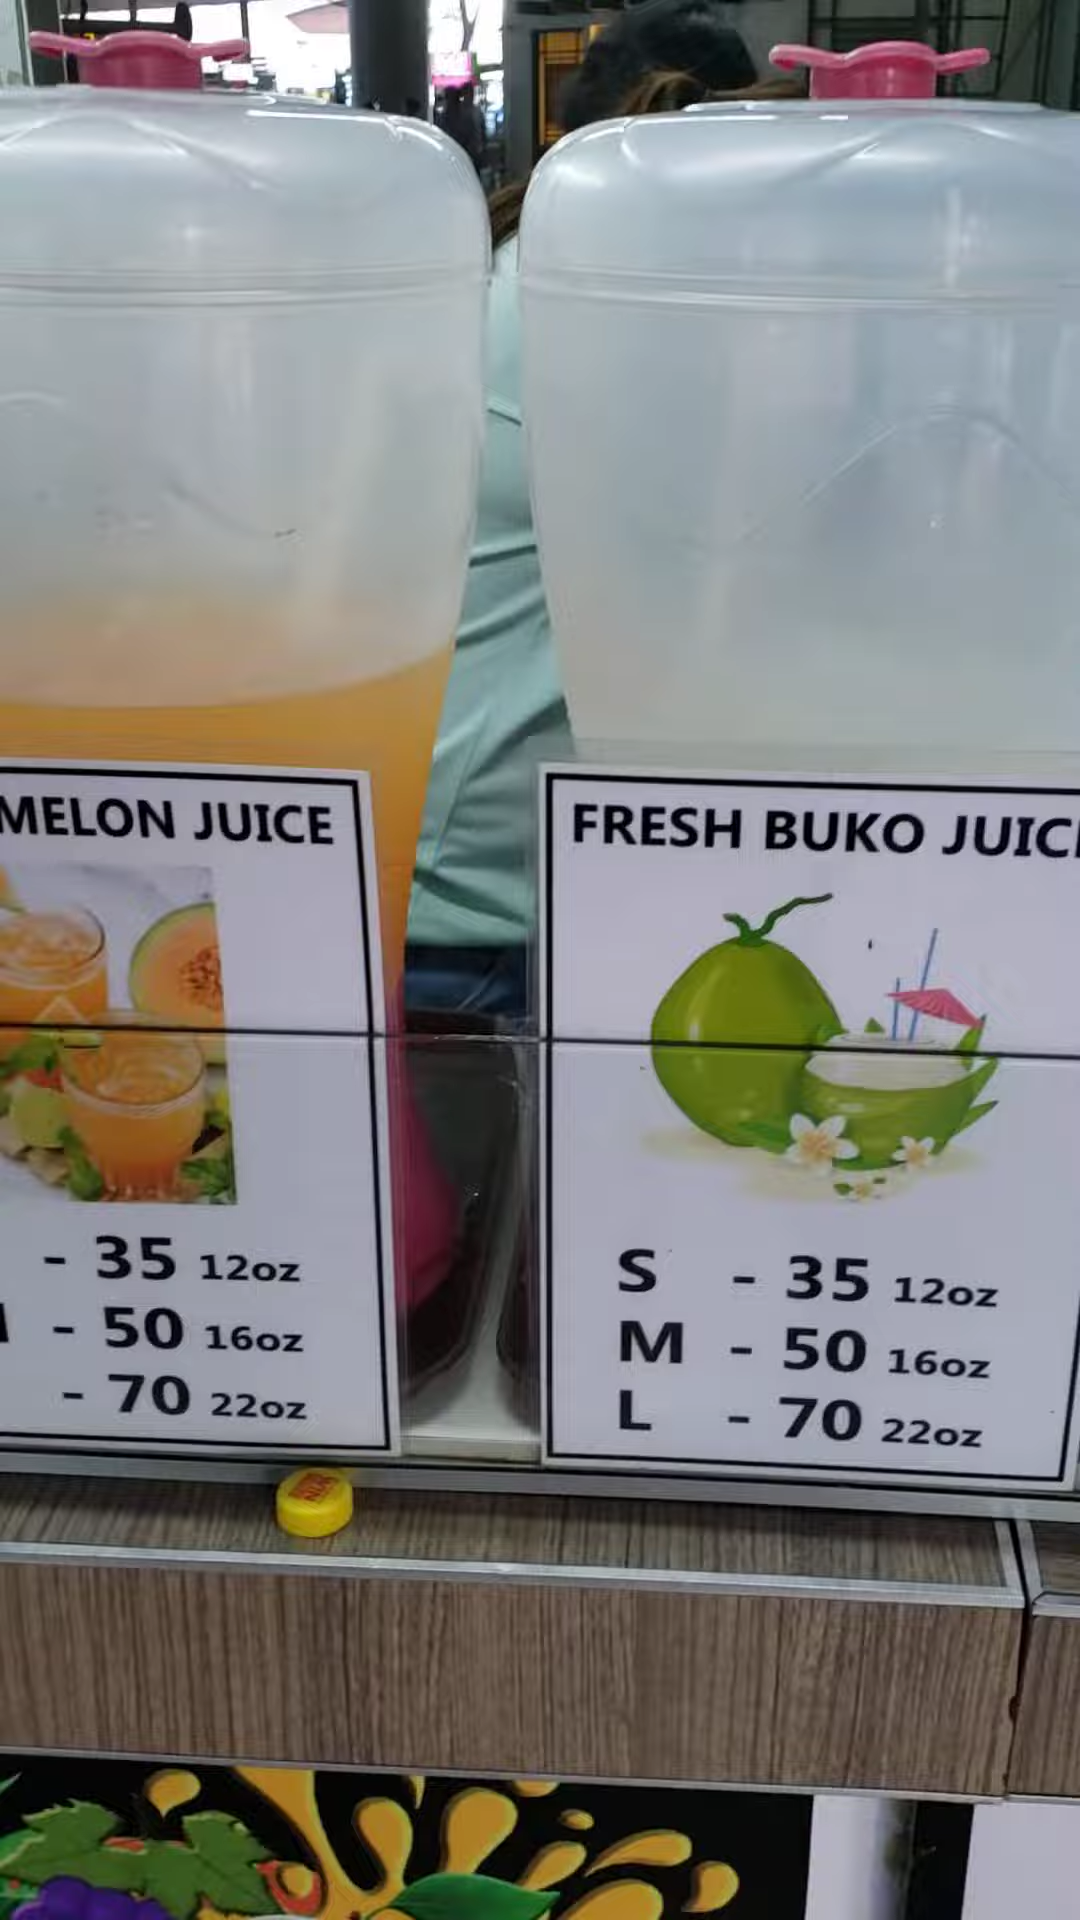 MELON JUICE
- 35 12oz
- 50 16oz
- 70 22oz
FRESH BUKO JUIC
S - 35 12oz
M - 50 16oz
L - 70 22oz